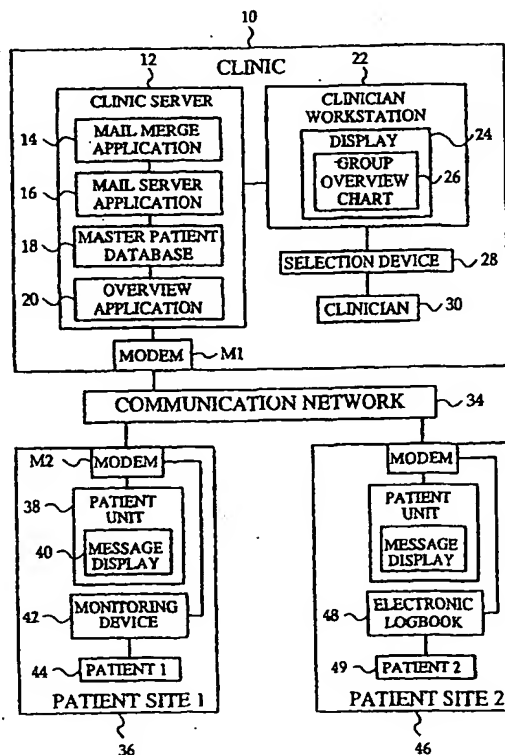 10
CLINIC
12
CLINIC SERVER
14
MAIL MERGE
APPLICATION
16
MAIL SERVER
APPLICATION
18
MASTER PATIENT
DATABASE
20
OVERVIEW
APPLICATION
22
CLINICIAN
WORKSTATION
DISPLAY
24
GROUP
OVERVIEW
CHART
26
SELECTION DEVICE
28
CLINICIAN
30
MODEM
M1
COMMUNICATION NETWORK
34
M2
MODEM
38
PATIENT
UNIT
40
MESSAGE
DISPLAY
42
MONITORING
DEVICE
44
PATIENT 1
PATIENT SITE 1
36
MODEM
PATIENT
UNIT
MESSAGE
DISPLAY
48
ELECTRONIC
LOGBOOK
49
PATIENT 2
PATIENT SITE 2
46